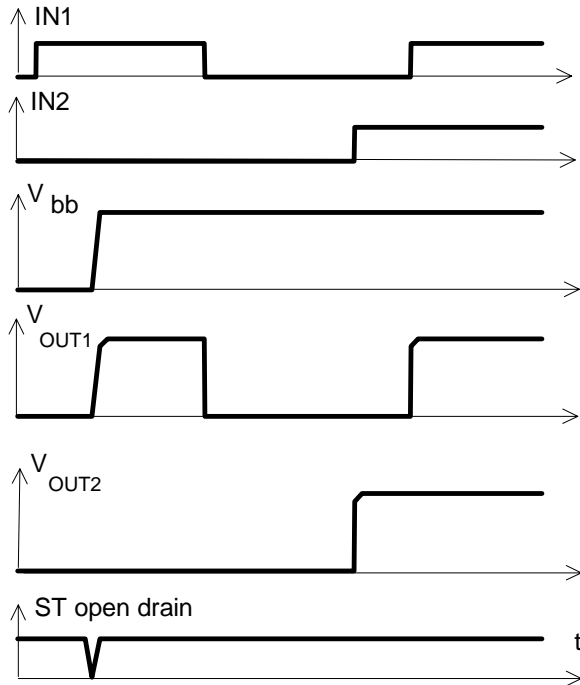 IN1
IN2
V bb
V OUT1
V OUT2
ST open drain
t